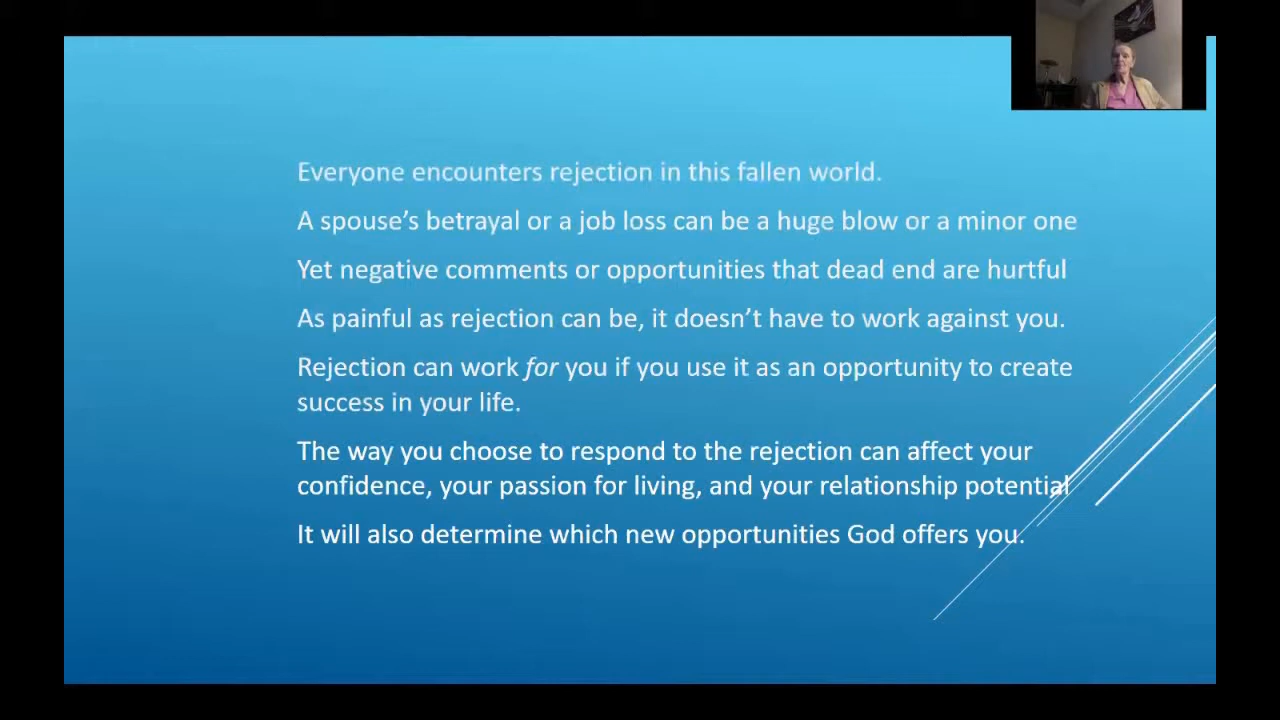 Everyone encounters rejection in this fallen world.
A spouse’s betrayal or a job loss can be a huge blow or a minor one
Yet negative comments or opportunities that dead end are hurtful
As painful as rejection can be, it doesn’t have to work against you.
Rejection can work for you if you use it as an opportunity to create
success in your life.
The way you choose to respond to the rejection can affect your
confidence, your passion for living, and your relationship potential
It will also determine which new opportunities God offers you.